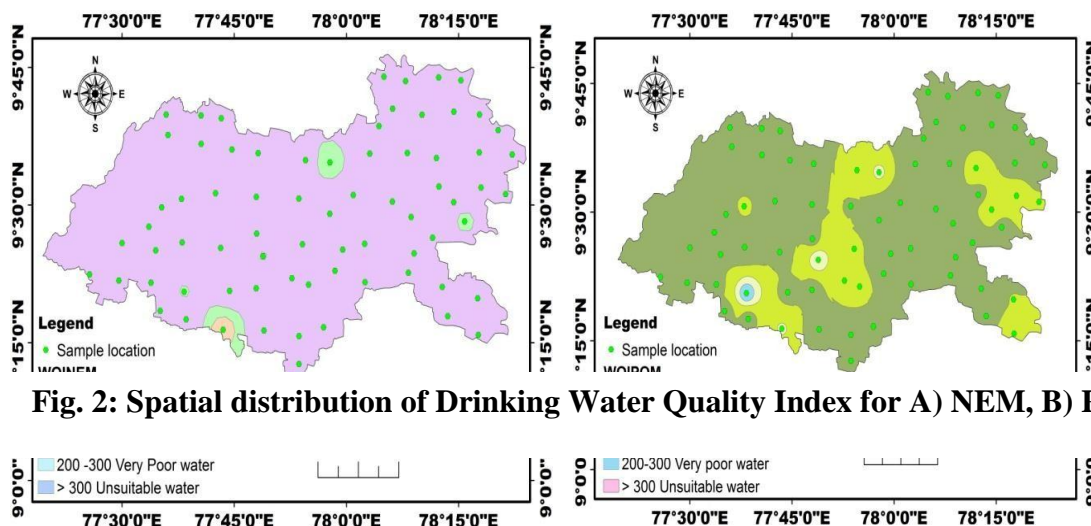 77°30'0"E 77°45'0"E 78°0'0"E 78°15'0"E
9°45'0"N
9°30'0"N
9°15'0"N
N
W E
S
Legend
Sample location
WQINEM
77°30'0"E 77°45'0"E 78°0'0"E 78°15'0"E
9°45'0"N
9°30'0"N
N
W E
S
Legend
Sample location
WQIPOM
Fig. 2: Spatial distribution of Drinking Water Quality Index for A) NEM, B)
200 -300 Very Poor water
> 300 Unsuitable water
9°0'0"
77°30'0"E 77°45'0"E 78°0'0"E 78°15'0"E
200-300 Very poor water
> 300 Unsuitable water
9°0'0"
77°30'0"E 77°45'0"E 78°0'0"E 78°15'0"E